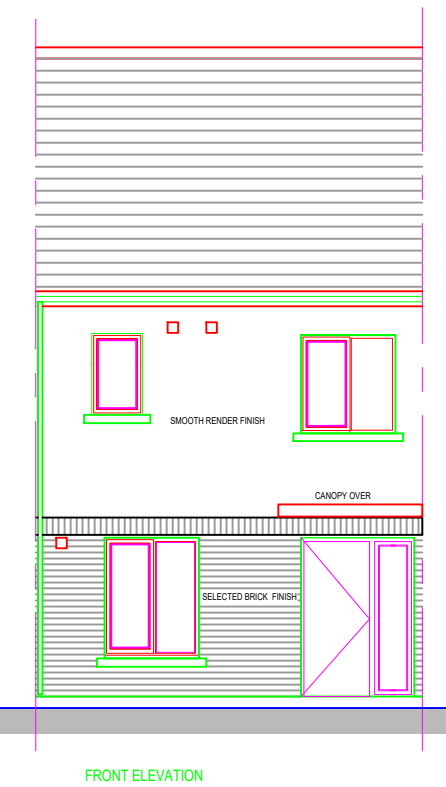 SMOOTH RENDER FINISH
CANOPY OVER
SELECTED BRICK FINISH
FRONT ELEVATION